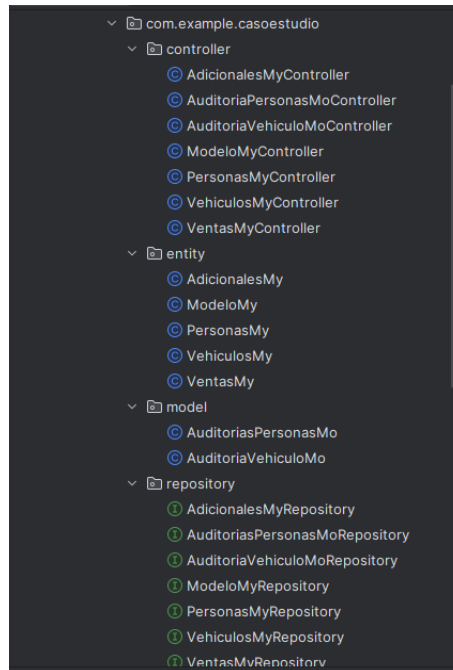 com.example.casoestudio
controller
AdicionalesMyController
AuditoriaPersonasMoController
AuditoriaVehiculoMoController
ModeloMyController
PersonasMyController
VehiculosMyController
VentasMyController
entity
AdicionalesMy
ModeloMy
PersonasMy
VehiculosMy
VentasMy
model
AuditoriasPersonasMo
AuditoriaVehiculoMo
repository
AdicionalesMyRepository
AuditoriasPersonasMoRepository
AuditoriaVehiculoMoRepository
ModeloMyRepository
PersonasMyRepository
VehiculosMyRepository
VentasMyRepository